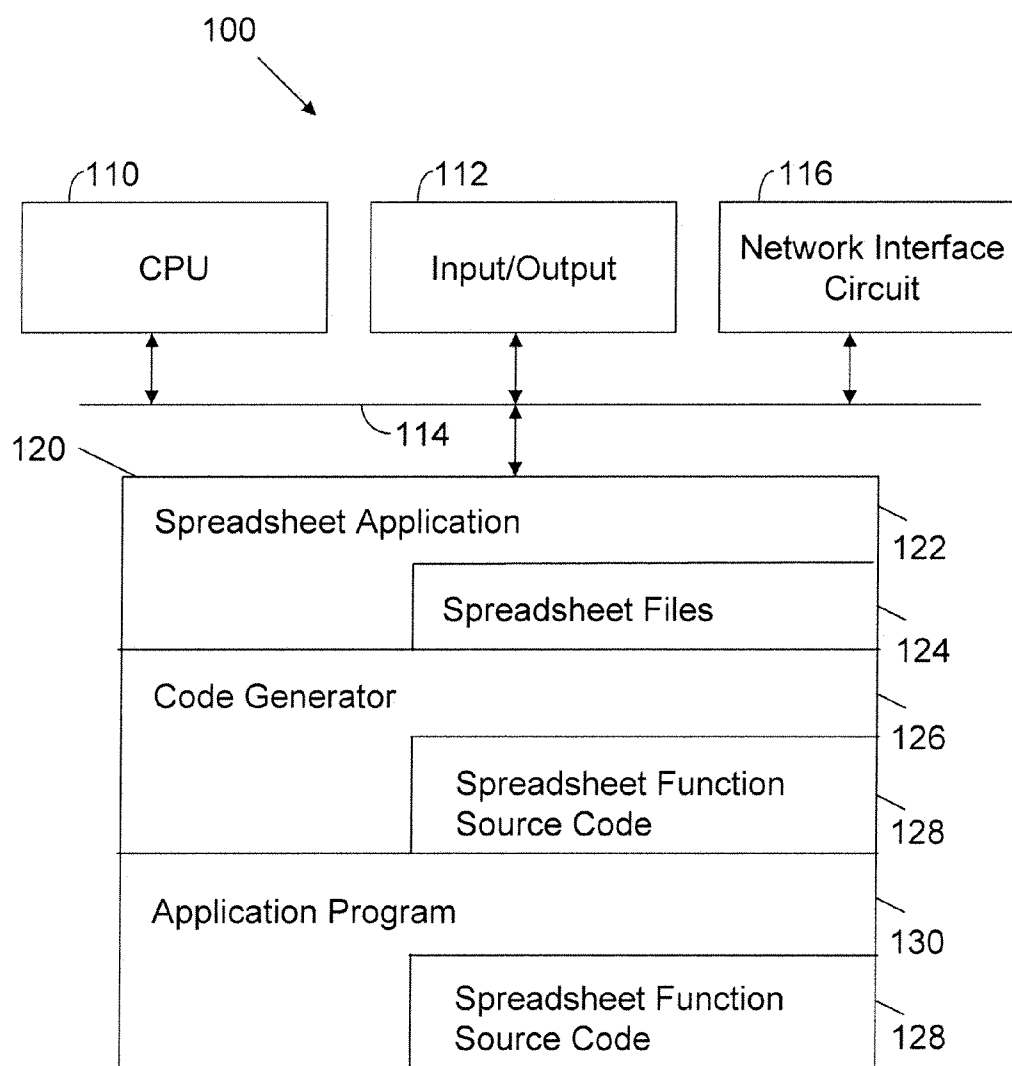 100
110
112
116
CPU
Input/Output
Network Interface
Circuit
114
120
Spreadsheet Application
122
Spreadsheet Files
124
Code Generator
126
Spreadsheet Function
Source Code
128
Application Program
130
Spreadsheet Function
Source Code
128